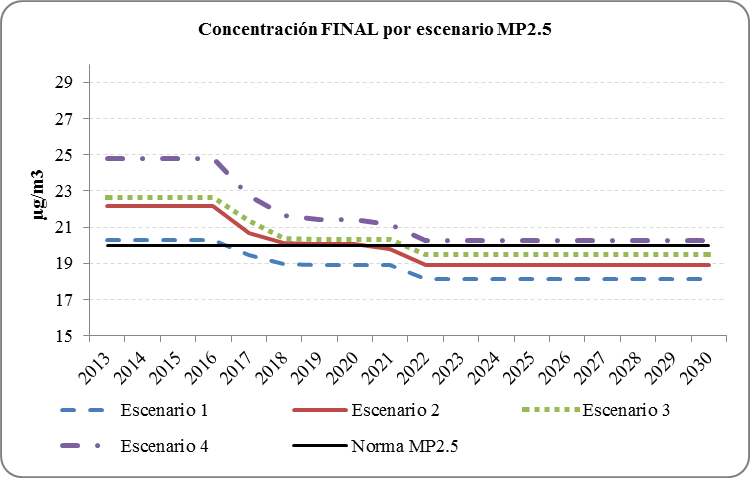 Concentración FINAL por escenario MP2.5
µg/m3
29
27
25
23
21
19
17
15
2013 2014 2015 2016 2017 2018 2019 2020 2021 2022 2023 2024 2025 2026 2027 2028 2029 2030
Escenario 1 Escenario 2 Escenario 3
Escenario 4 Norma MP2.5